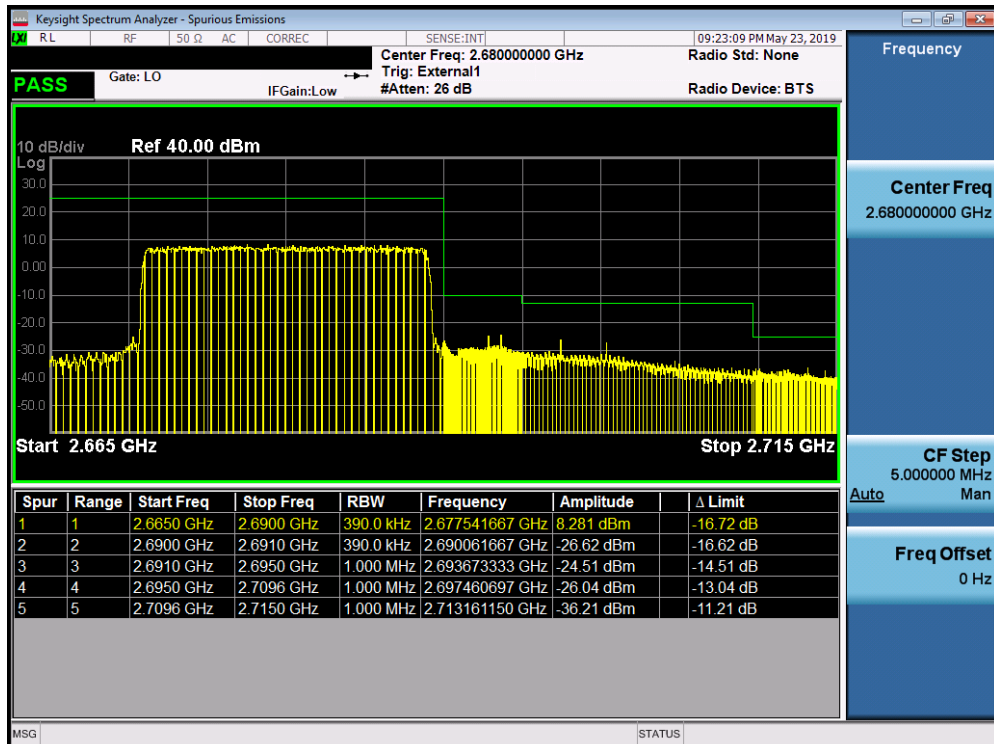 Keysight Spectrum Analyzer - Spurious Emissions
LXI RL RF 50 Ω AC CORREC SENSE:INT 09:23:09 PM May 23, 2019
Center Freq: 2.680000000 GHz Radio Std: None
PASS Gate: LO Trig: External1
IFGain:Low #Atten: 26 dB Radio Device: BTS
Frequency
10 dB/div Ref 40.00 dBm
Log
30.0
20.0
10.0
0.00
-10.0
-20.0
-30.0
-40.0
-50.0
Start 2.665 GHz Stop 2.715 GHz
Spur Range Start Freq Stop Freq RBW Frequency Amplitude Δ Limit
1 1 2.6650 GHz 2.6900 GHz 390.0 kHz 2.677541667 GHz 8.281 dBm -16.72 dB
2 2 2.6900 GHz 2.6910 GHz 390.0 kHz 2.690061667 GHz -26.62 dBm -16.62 dB
3 3 2.6910 GHz 2.6950 GHz 1.000 MHz 2.693673333 GHz -24.51 dBm -14.51 dB
4 4 2.6950 GHz 2.7096 GHz 1.000 MHz 2.697460697 GHz -26.04 dBm -13.04 dB
5 5 2.7096 GHz 2.7150 GHz 1.000 MHz 2.713161150 GHz -36.21 dBm -11.21 dB
Center Freq
2.680000000 GHz
CF Step
5.000000 MHz
Auto Man
Freq Offset
0 Hz
MSG STATUS